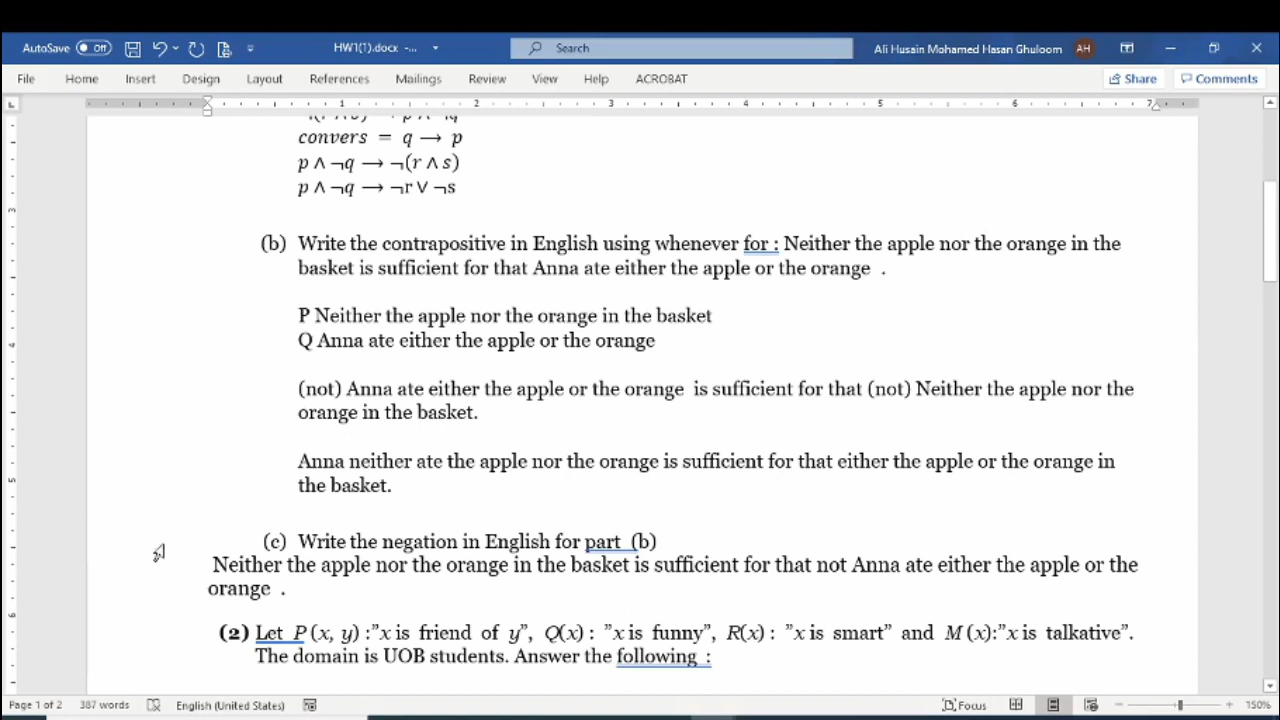 AutoSave Off HW1(1).docx -... Search Ali Husain Mohamed Hasan Ghuloom AH
File Home Insert Design Layout References Mailings Review View Help ACROBAT Share Comments
1 2 3 4 5 6 7
convers = q → p
p ∧ ¬q → ¬(r ∧ s)
p ∧ ¬q → ¬r ∨ ¬s
(b) Write the contrapositive in English using whenever for : Neither the apple nor the orange in the
basket is sufficient for that Anna ate either the apple or the orange .
P Neither the apple nor the orange in the basket
Q Anna ate either the apple or the orange
(not) Anna ate either the apple or the orange is sufficient for that (not) Neither the apple nor the
orange in the basket.
Anna neither ate the apple nor the orange is sufficient for that either the apple or the orange in
the basket.
(c) Write the negation in English for part (b)
Neither the apple nor the orange in the basket is sufficient for that not Anna ate either the apple or the
orange .
(2) Let P(x, y) :”x is friend of y”, Q(x) : ”x is funny”, R(x) : ”x is smart” and M(x):”x is talkative”.
The domain is UOB students. Answer the following :
Page 1 of 2 387 words English (United States) Focus 150%